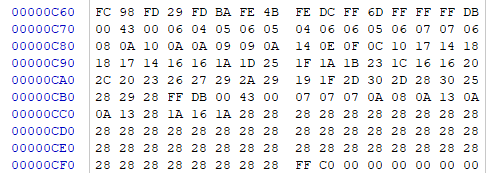 00000C60 FC 98 FD 29 FD BA FE 4B FE DC FF 6D FF FF FF DB
00000C70 00 43 00 06 04 05 06 05 04 06 06 05 06 07 07 06
00000C80 08 0A 10 0A 0A 09 09 0A 14 0E 0F 0C 10 17 14 18
00000C90 18 17 14 16 16 1A 1D 25 1F 1A 1B 23 1C 16 16 20
00000CA0 2C 20 23 26 27 29 2A 29 19 1F 2D 30 2D 28 30 25
00000CB0 28 29 28 FF DB 00 43 00 07 07 07 0A 08 0A 13 0A
00000CC0 0A 13 28 1A 16 1A 28 28 28 28 28 28 28 28 28 28
00000CD0 28 28 28 28 28 28 28 28 28 28 28 28 28 28 28 28
00000CE0 28 28 28 28 28 28 28 28 28 28 28 28 28 28 28 28
00000CF0 28 28 28 28 28 28 28 28 FF C0 00 00 00 00 00 00